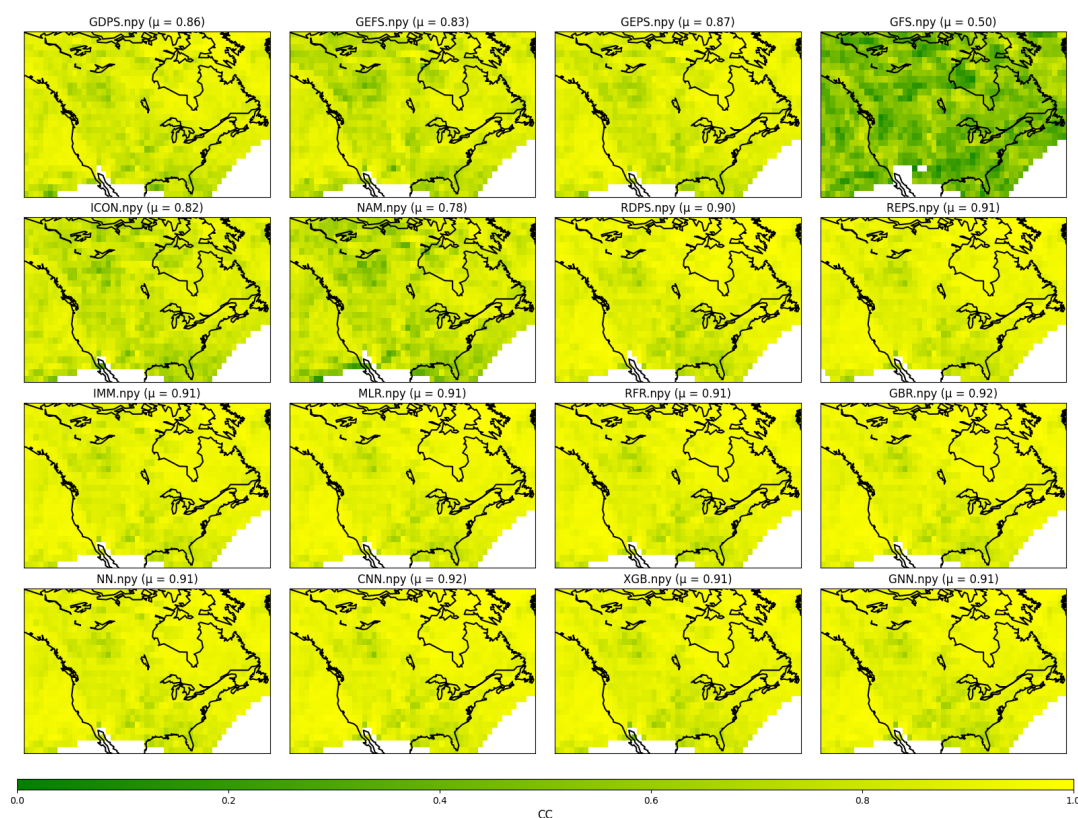 GDPS.npy (μ = 0.86)
GEFS.npy (μ = 0.83)
GEPS.npy (μ = 0.87)
GFS.npy (μ = 0.50)
ICON.npy (μ = 0.82)
NAM.npy (μ = 0.78)
RDPS.npy (μ = 0.90)
REPS.npy (μ = 0.91)
IMM.npy (μ = 0.91)
MLR.npy (μ = 0.91)
RFR.npy (μ = 0.91)
GBR.npy (μ = 0.92)
NN.npy (μ = 0.91)
CNN.npy (μ = 0.92)
XGB.npy (μ = 0.91)
GNN.npy (μ = 0.91)
0.0 0.2 0.4 0.6 0.8 1.0
CC